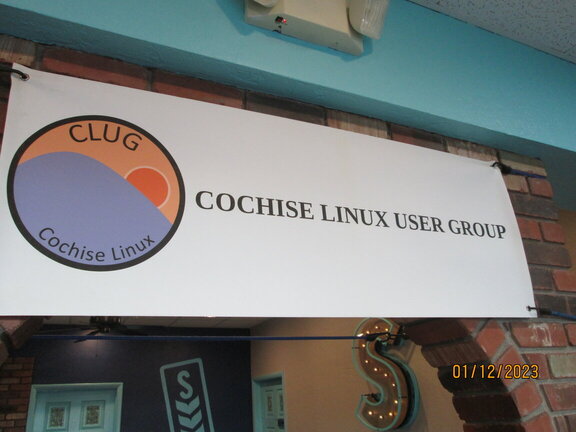 CLUG
Cochise Linux
COCHISE LINUX USER GROUP
S
S
01/12/2023